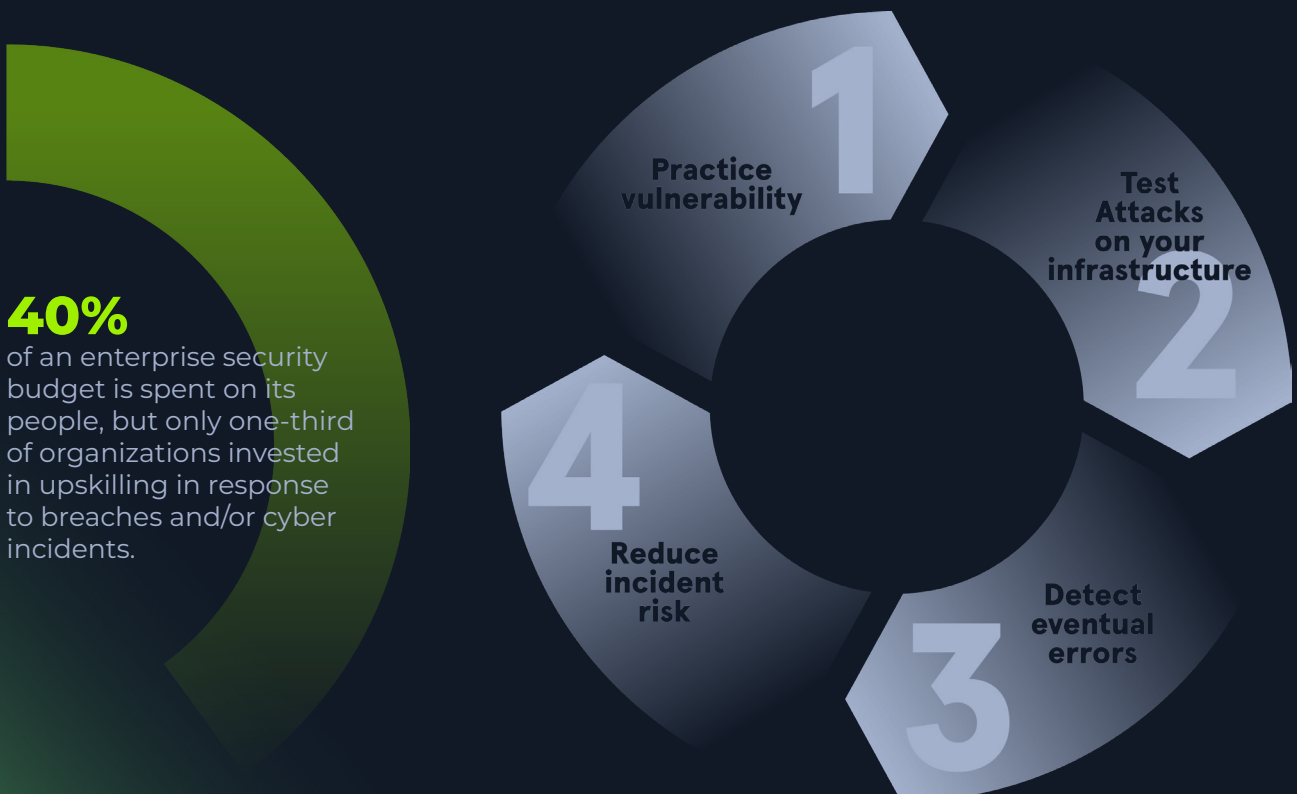 40%
of an enterprise security
budget is spent on its
people, but only one-third
of organizations invested
in upskilling in response
to breaches and/or cyber
incidents.
1
Practice
vulnerability
2
Test
Attacks
on your
infrastructure
3
Detect
eventual
errors
4
Reduce
incident
risk